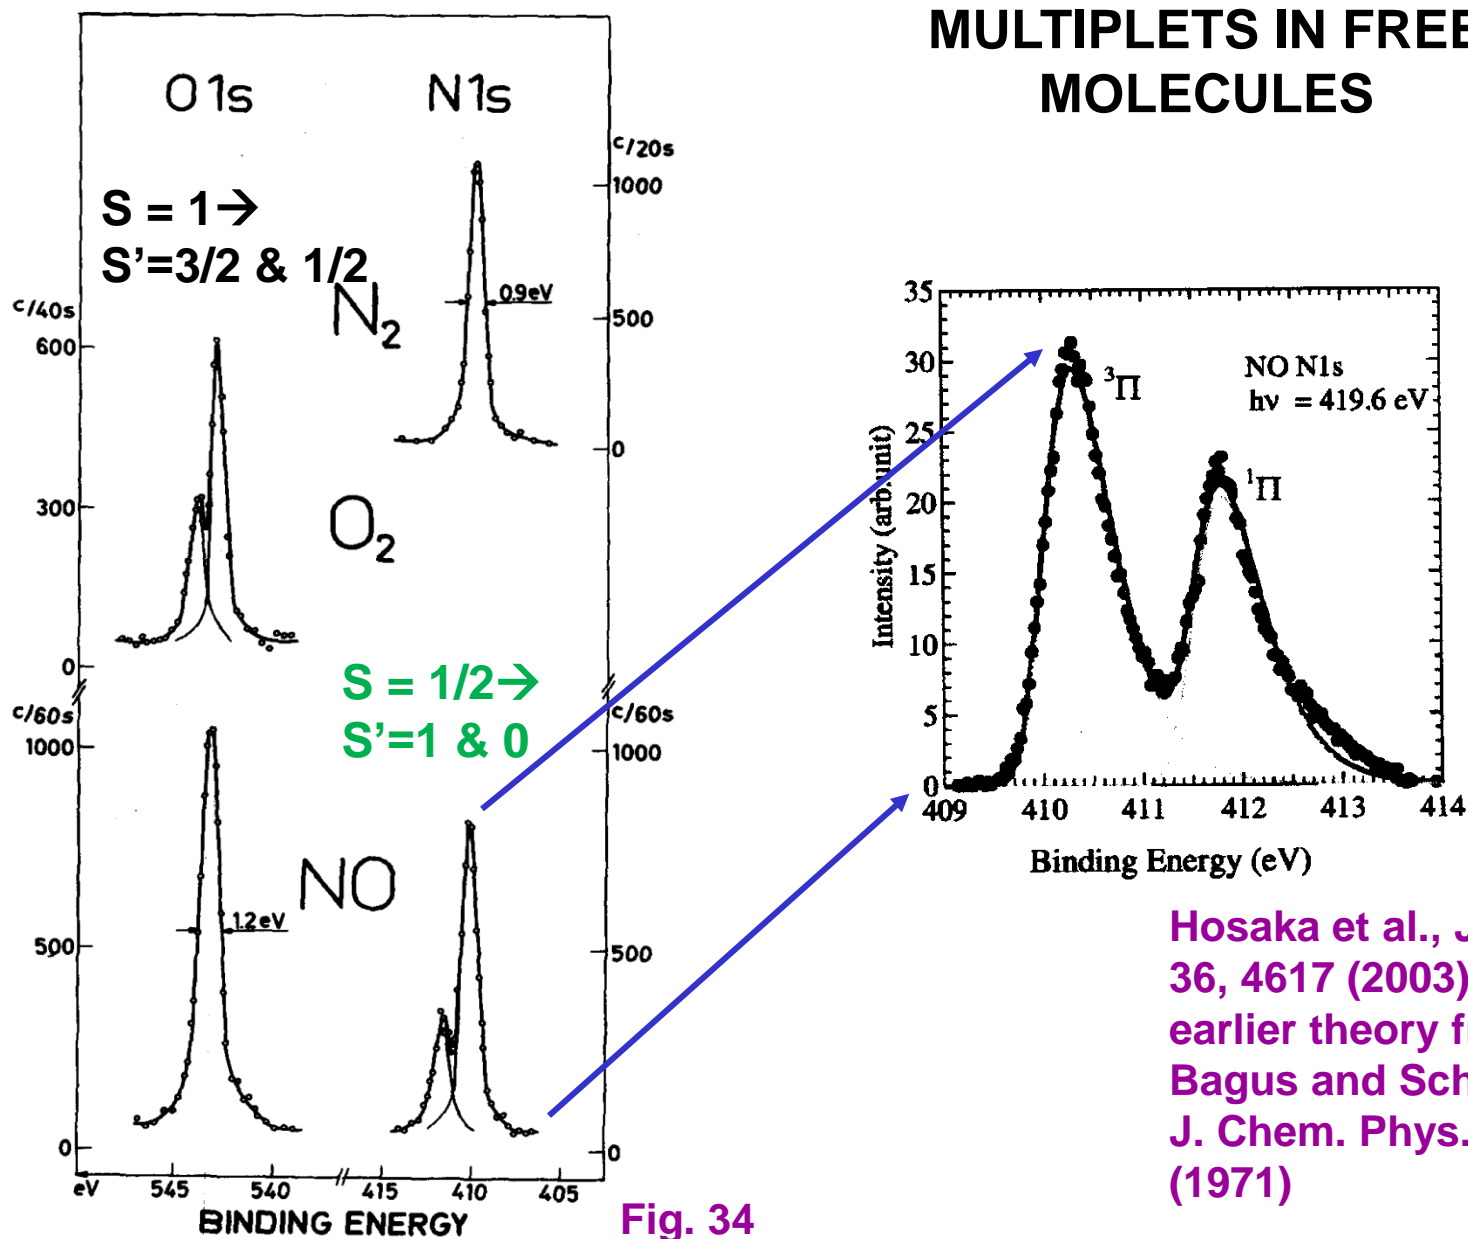 MULTIPLETS IN FREE
MOLECULES
O1s N1s
c/20s
1000
S = 1→
S'=3/2 & 1/2
N2
0.9eV
500
0
c/40s
600
300
0
O2
S = 1/2→
S'=1 & 0
c/60s
1000
500
0
c/60s
1000
500
0
NO
1.2eV
eV 545 540 415 410 405
BINDING ENERGY
Fig. 34
35
30
25
20
15
10
5
0
Intensity (arb.unit)
3Π
1Π
NO N1s
hν = 419.6 eV
409 410 411 412 413 414
Binding Energy (eV)
Hosaka et al., J
36, 4617 (2003)
earlier theory f
Bagus and Sch
J. Chem. Phys.
(1971)